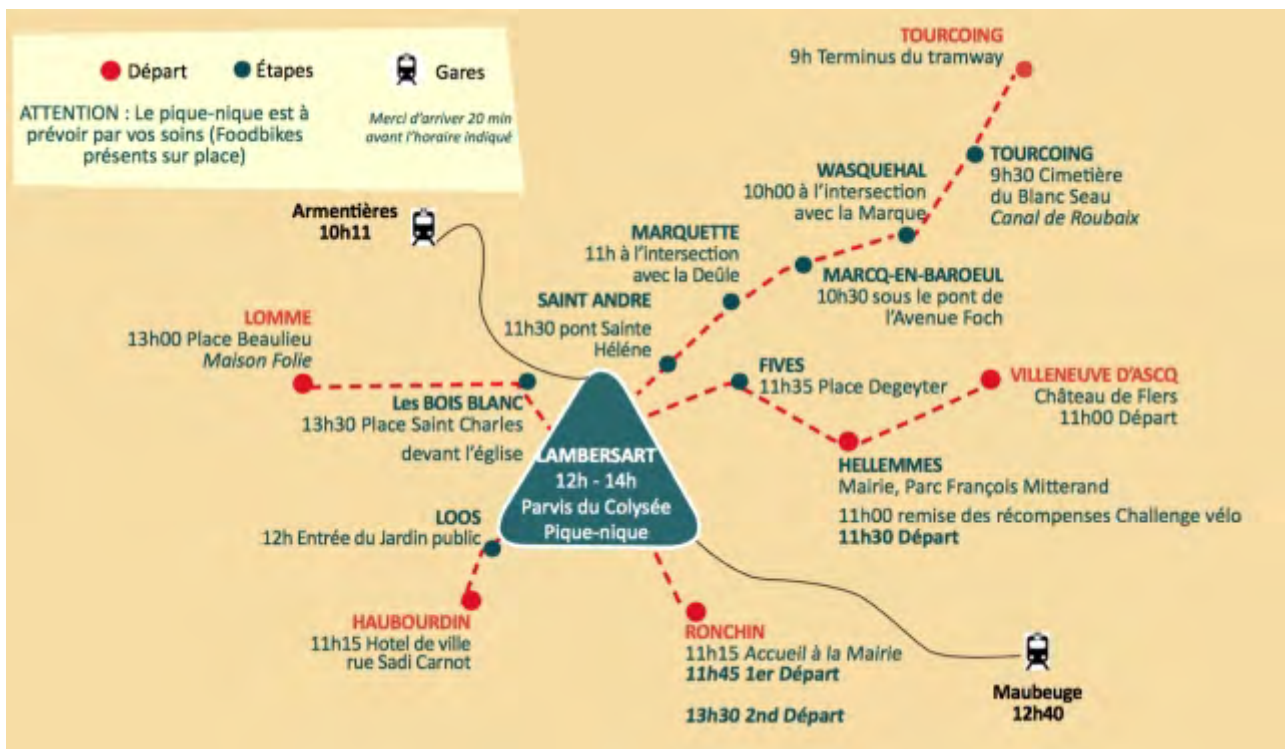 Départ
Étapes
Gares
ATTENTION : Le pique-nique est à
prévoir par vos soins (Foodbikes
présents sur place)
Merci d'arriver 20 min
avant l'horaire indiqué
TOURCOING
9h Terminus du tramway
TOURCOING
9h30 Cimetière
du Blanc Seau
Canal de Roubaix
WASQUEHAL
10h00 à l'intersection
avec la Marque
Armentières
10h11
MARQUETTE
11h à l'intersection
avec la Deûle
MARCQ-EN-BAROEUL
10h30 sous le pont de
l'Avenue Foch
SAINT ANDRE
11h30 pont Sainte
Héléne
LOMME
13h00 Place Beaulieu
Maison Folie
FIVES
11h35 Place Degeyter
VILLENEUVE D'ASCQ
Château de Flers
11h00 Départ
Les BOIS BLANC
13h30 Place Saint Charles
devant l'église
LAMBERSART
12h - 14h
Parvis du Colysée
Pique-nique
HELLEMMES
Mairie, Parc François Mitterand
11h00 remise des récompenses Challenge vélo
11h30 Départ
LOOS
12h Entrée du Jardin public
HAUBOURDIN
11h15 Hotel de ville
rue Sadi Carnot
RONCHIN
11h15 Accueil à la Mairie
11h45 1er Départ
13h30 2nd Départ
Maubeuge
12h40